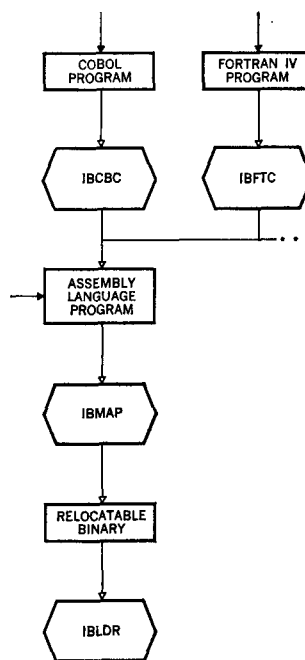 COBOL
PROGRAM
FORTRAN IV
PROGRAM
IBCBC
IBFTC
ASSEMBLY
LANGUAGE
PROGRAM
IBMAP
RELOCATABLE
BINARY
IBLDR